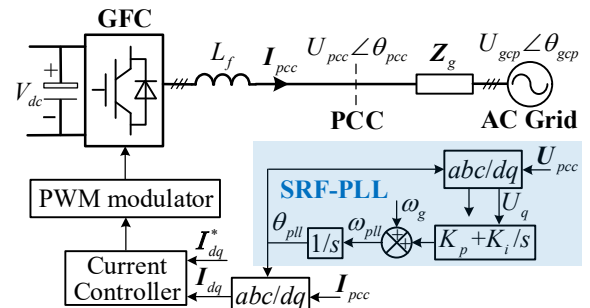 GFC
V_dc
+
−
L_f
I_pcc
U_pcc∠θ_pcc
Z_g
U_gcp∠θ_gcp
PCC
AC Grid
SRF-PLL
abc/dq
U_pcc
U_q
ω_g
θ_pll
1/s
ω_pll
+
+
K_p+K_i/s
PWM modulator
I*_dq
I_dq
Current
Controller
abc/dq
I_pcc